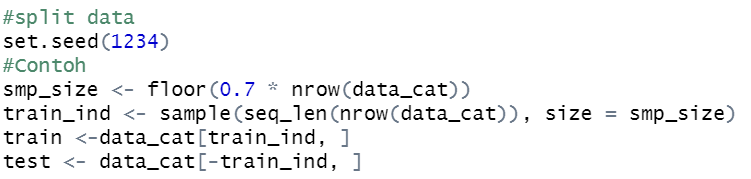 #split data
set.seed(1234)
#Contoh
smp_size <- floor(0.7 * nrow(data_cat))
train_ind <- sample(seq_len(nrow(data_cat)), size = smp_size)
train <-data_cat[train_ind, ]
test <- data_cat[-train_ind, ]